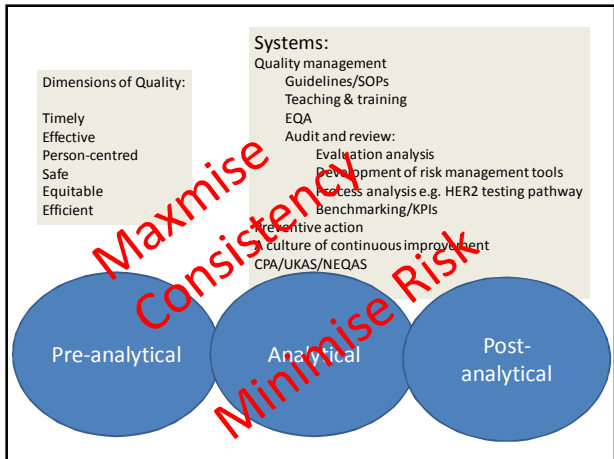 Dimensions of Quality:
Timely
Effective
Person-centred
Safe
Equitable
Efficient
Systems:
Quality management
Guidelines/SOPs
Teaching & training
EQA
Audit and review:
Evaluation analysis
Development of risk management tools
Process analysis e.g. HER2 testing pathway
Benchmarking/KPIs
Preventive action
A culture of continuous improvement
CPA/UKAS/NEQAS
Maxmise
Consistency
Minimise Risk
Pre-analytical
Analytical
Post-
analytical